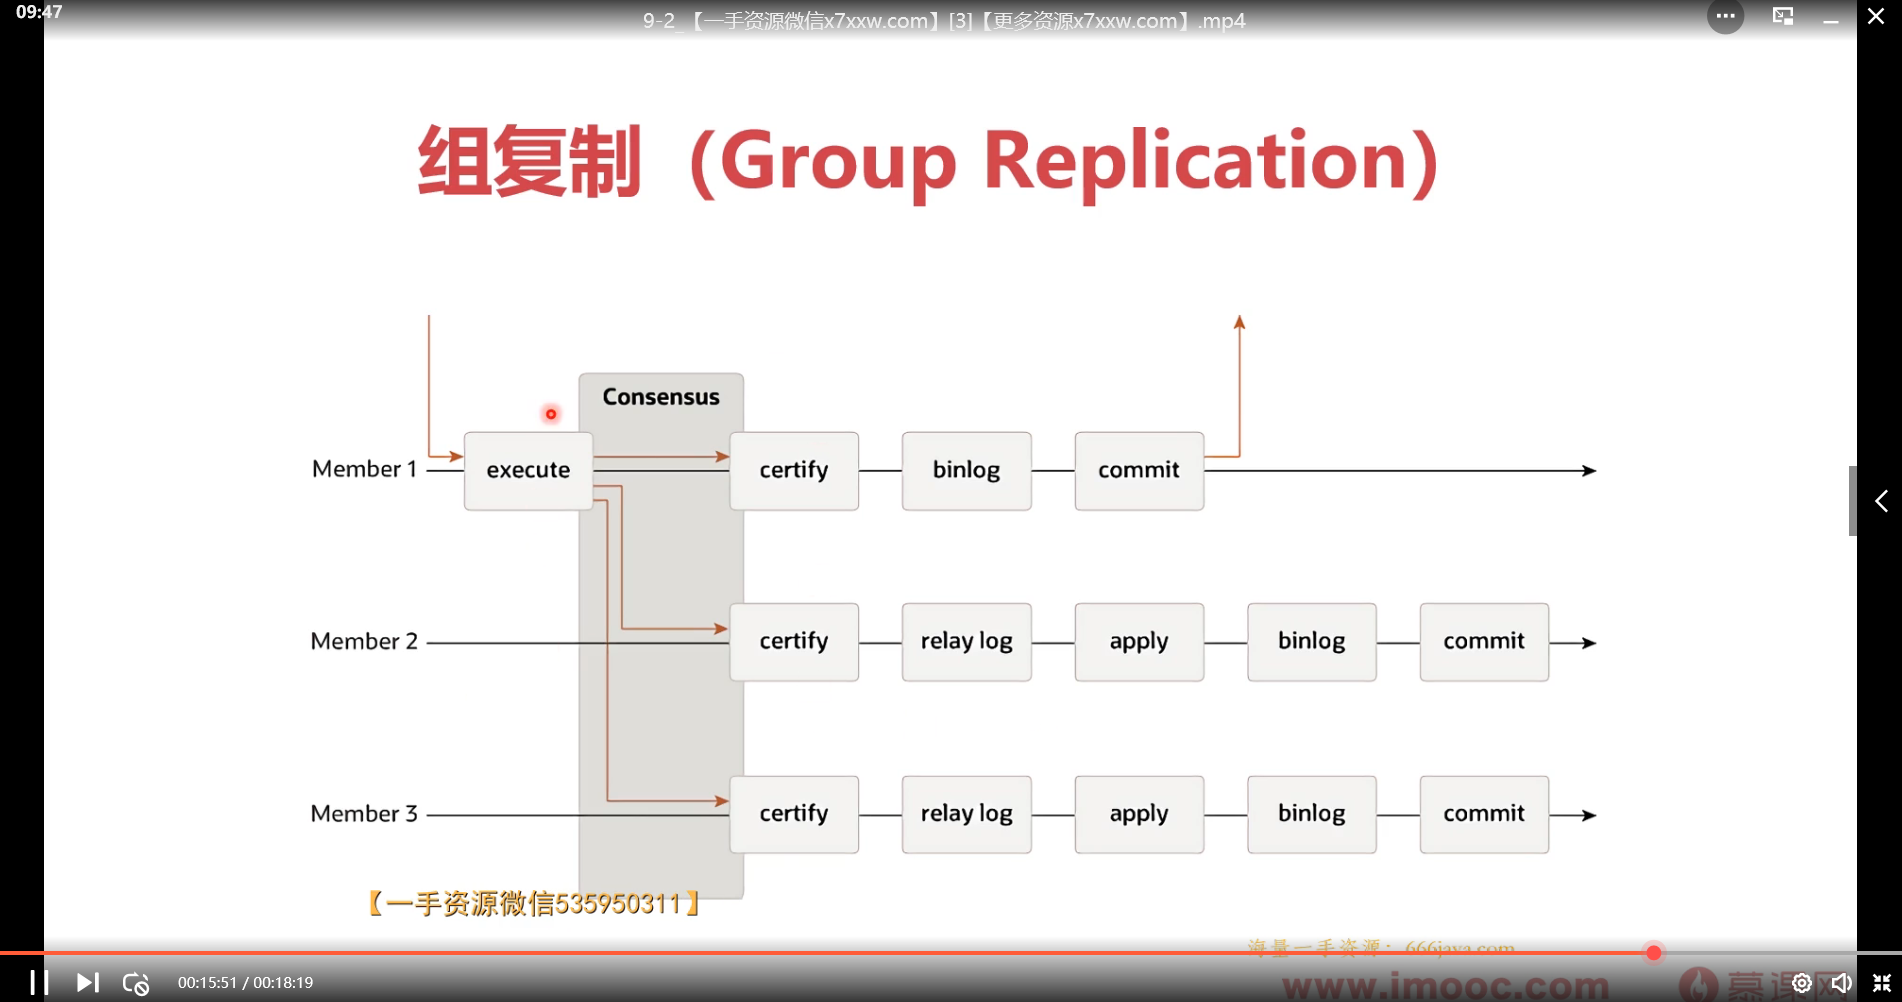 09:47
9-2_【一手资源微信x7xxw.com】[3]【更多资源x7xxw.com】.mp4
组复制（Group Replication）
Consensus
Member 1 execute certify binlog commit
Member 2 certify relay log apply binlog commit
Member 3 certify relay log apply binlog commit
【一手资源微信535950311】
海量一手资源：666java.com
00:15:51 / 00:18:19
www.imooc.com 慕课网